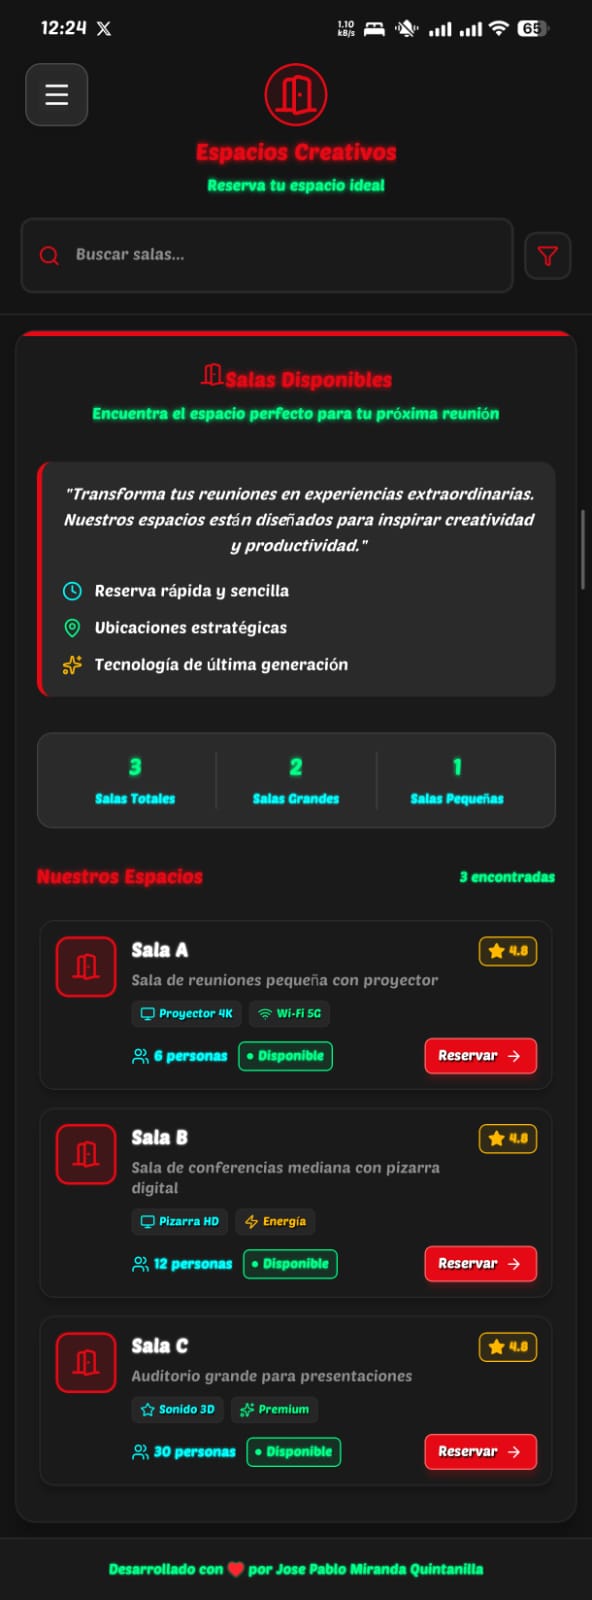 12:24 X
1.10 kB/s
65
Espacios Creativos
Reserva tu espacio ideal
Buscar salas...
Salas Disponibles
Encuentra el espacio perfecto para tu próxima reunión
"Transforma tus reuniones en experiencias extraordinarias.
Nuestros espacios están diseñados para inspirar creatividad
y productividad."
Reserva rápida y sencilla
Ubicaciones estratégicas
Tecnología de última generación
3 2 1
Salas Totales Salas Grandes Salas Pequeñas
Nuestros Espacios 3 encontradas
Sala A 4.8
Sala de reuniones pequeña con proyector
Proyector 4K Wi-Fi 5G
6 personas • Disponible Reservar →
Sala B 4.8
Sala de conferencias mediana con pizarra
digital
Pizarra HD Energía
12 personas • Disponible Reservar →
Sala C 4.8
Auditorio grande para presentaciones
Sonido 3D Premium
30 personas • Disponible Reservar →
Desarrollado con ❤️ por Jose Pablo Miranda Quintanilla